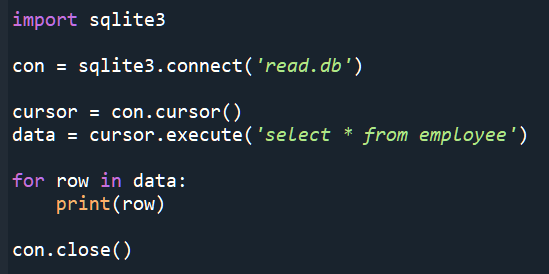 import sqlite3
con = sqlite3.connect('read.db')
cursor = con.cursor()
data = cursor.execute('select * from employee')
for row in data:
    print(row)
con.close()